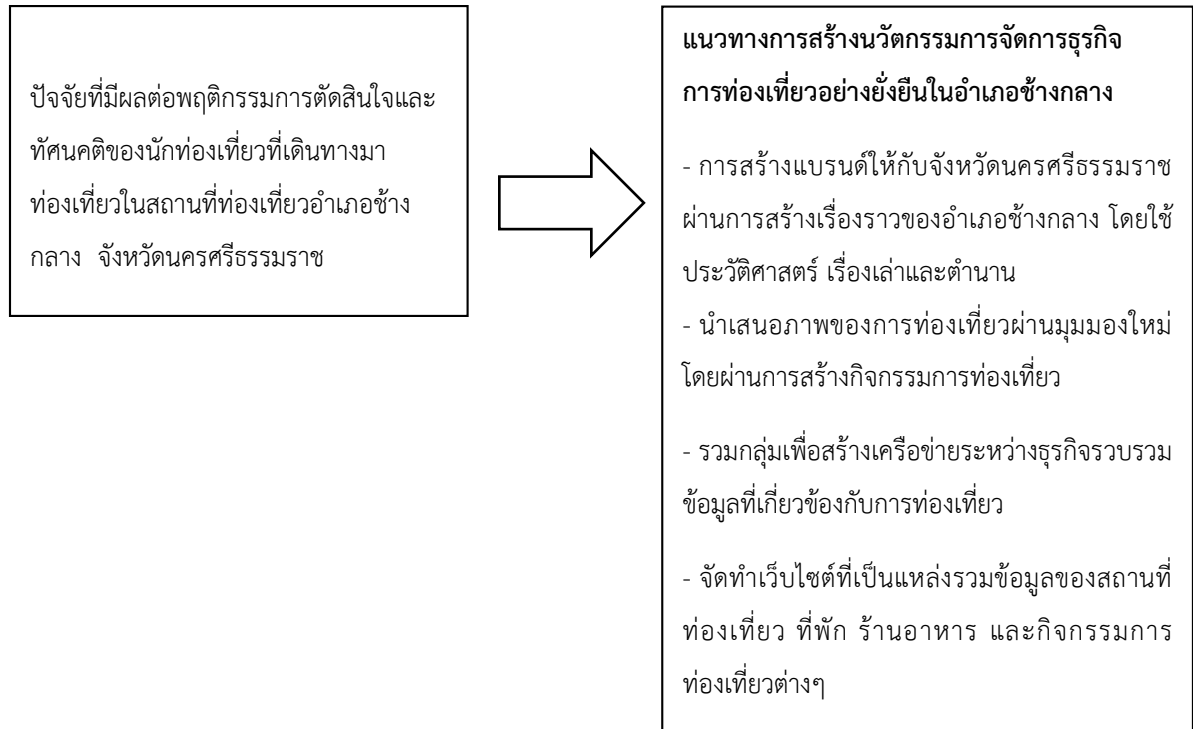 ปัจจัยที่มีผลต่อพฤติกรรมการตัดสินใจและ
ทัศนคติของนักท่องเที่ยวที่เดินทางมา
ท่องเที่ยวในสถานที่ท่องเที่ยวอำเภอช้าง
กลาง จังหวัดนครศรีธรรมราช
แนวทางการสร้างนวัตกรรมการจัดการธุรกิจ
การท่องเที่ยวอย่างยั่งยืนในอำเภอช้างกลาง
- การสร้างแบรนด์ให้กับจังหวัดนครศรีธรรมราช
ผ่านการสร้างเรื่องราวของอำเภอช้างกลาง โดยใช้
ประวัติศาสตร์ เรื่องเล่าและตำนาน
- นำเสนอภาพของการท่องเที่ยวผ่านมุมมองใหม่
โดยผ่านการสร้างกิจกรรมการท่องเที่ยว
- รวมกลุ่มเพื่อสร้างเครือข่ายระหว่างธุรกิจรวบรวม
ข้อมูลที่เกี่ยวข้องกับการท่องเที่ยว
- จัดทำเว็บไซต์ที่เป็นแหล่งรวมข้อมูลของสถานที่
ท่องเที่ยว ที่พัก ร้านอาหาร และกิจกรรมการ
ท่องเที่ยวต่างๆ